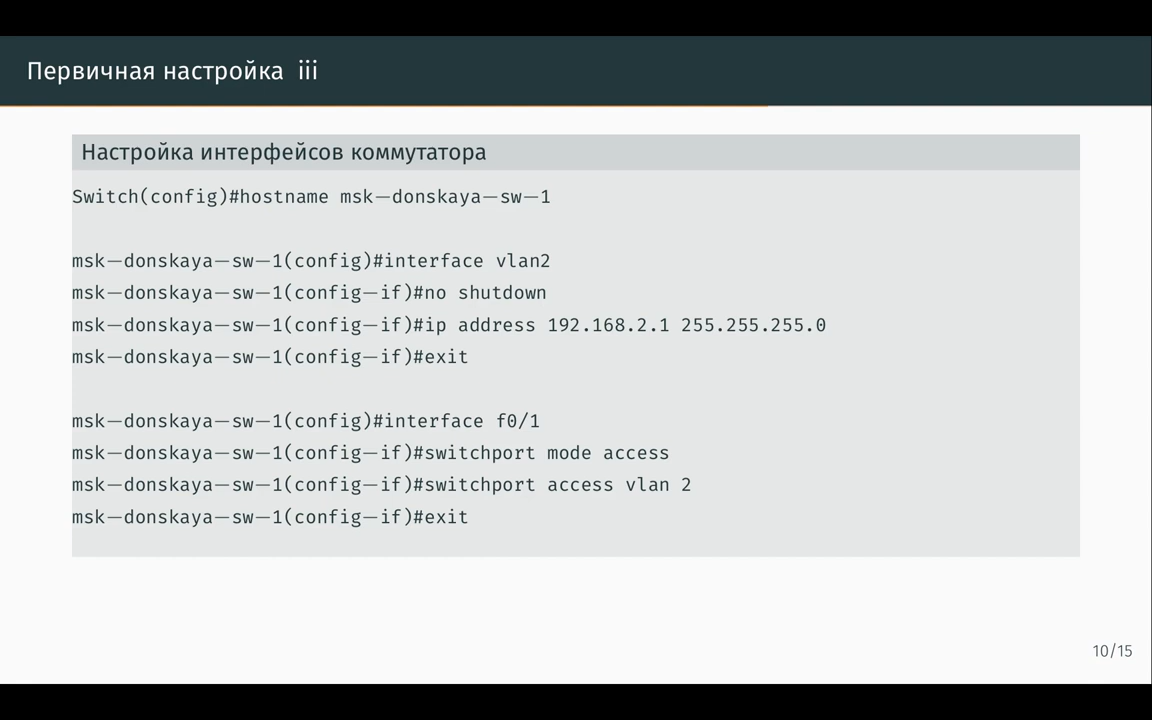 Первичная настройка iii
Настройка интерфейсов коммутатора
Switch(config)#hostname msk−donskaya−sw−1
msk−donskaya−sw−1(config)#interface vlan2
msk−donskaya−sw−1(config−if)#no shutdown
msk−donskaya−sw−1(config−if)#ip address 192.168.2.1 255.255.255.0
msk−donskaya−sw−1(config−if)#exit
msk−donskaya−sw−1(config)#interface f0/1
msk−donskaya−sw−1(config−if)#switchport mode access
msk−donskaya−sw−1(config−if)#switchport access vlan 2
msk−donskaya−sw−1(config−if)#exit
10/15